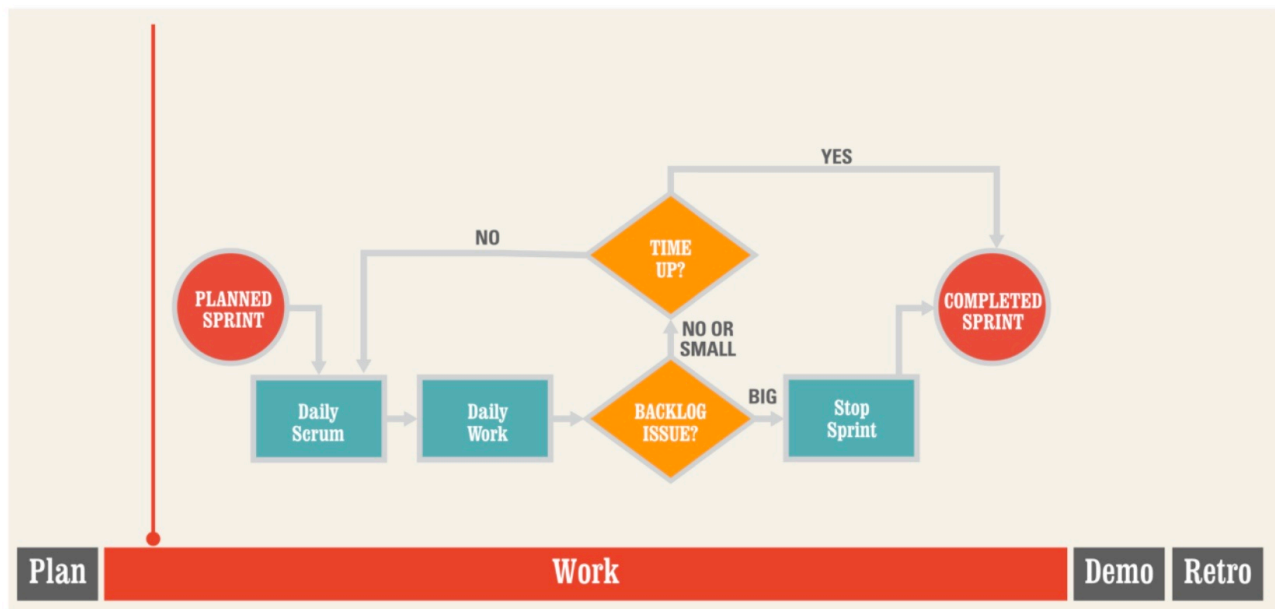 YES
NO
TIME
UP?
PLANNED
SPRINT
COMPLETED
SPRINT
NO OR
SMALL
BIG
Daily
Scrum
Daily
Work
BACKLOG
ISSUE?
Stop
Sprint
Plan
Work
Demo
Retro